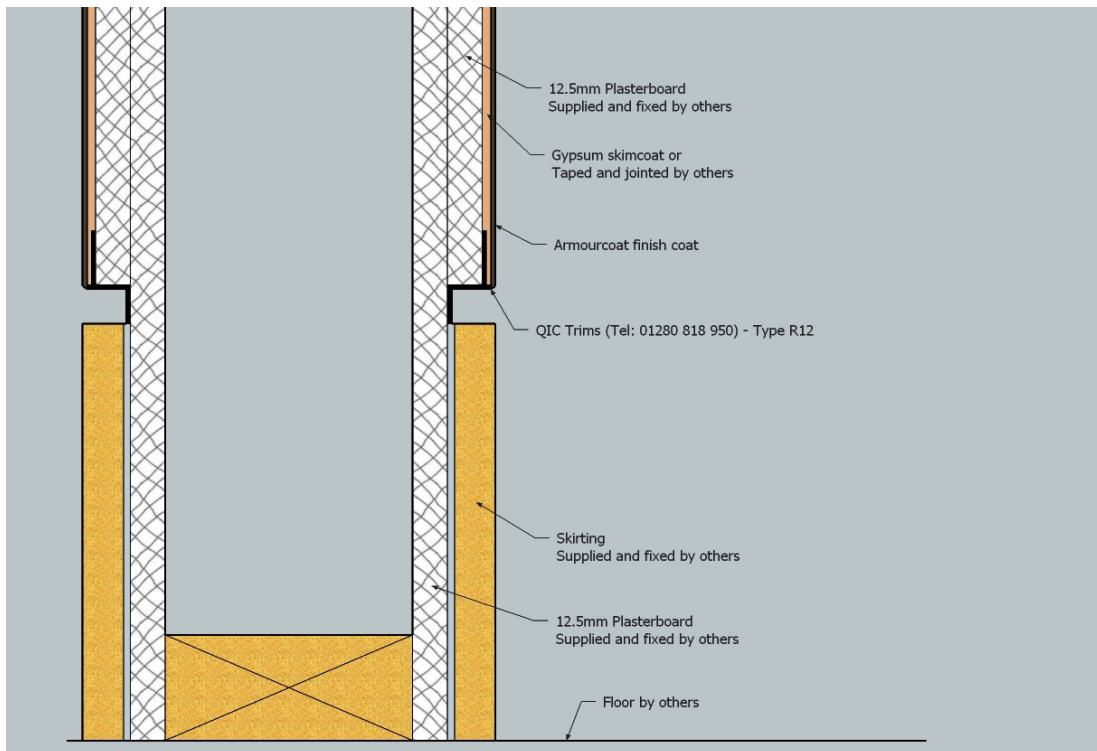 12.5mm Plasterboard
Supplied and fixed by others
Gypsum skimcoat or
Taped and jointed by others
Armourcoat finish coat
QIC Trims (Tel: 01280 818 950) - Type R12
Skirting
Supplied and fixed by others
12.5mm Plasterboard
Supplied and fixed by others
Floor by others